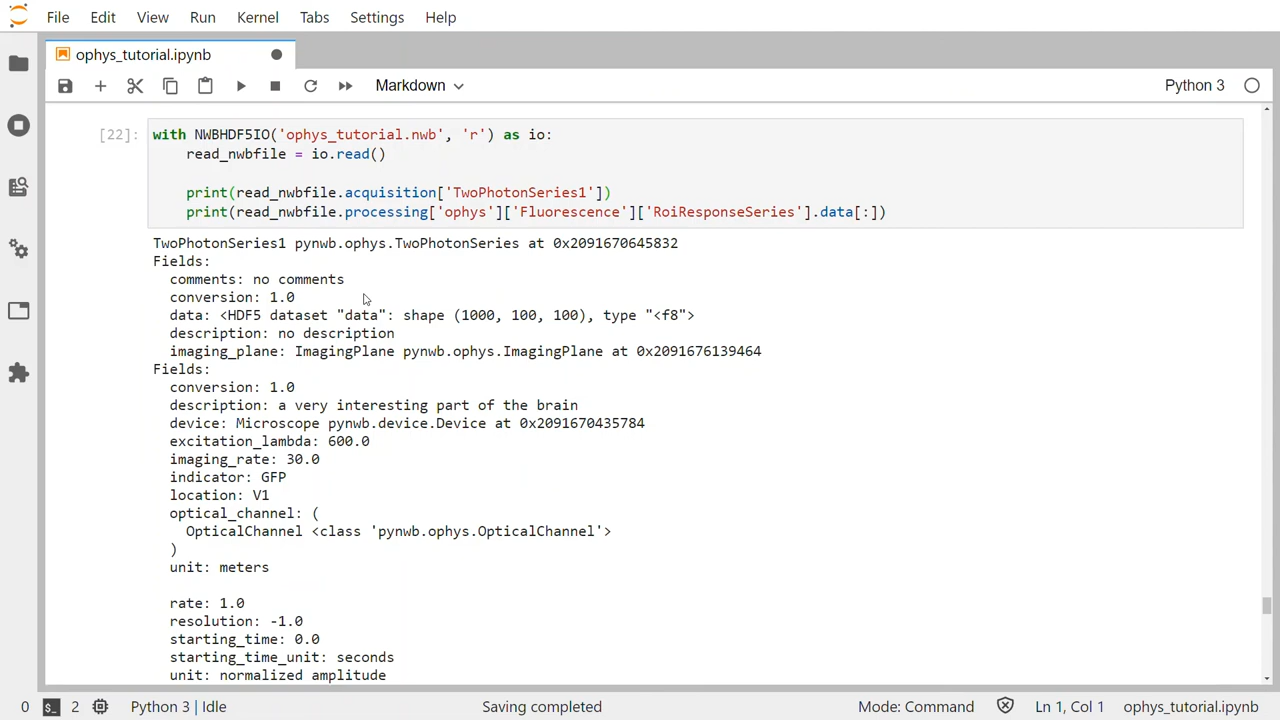 File Edit View Run Kernel Tabs Settings Help
ophys_tutorial.ipynb
Markdown
Python 3
[22]:
with NWBHDF5IO('ophys_tutorial.nwb', 'r') as io:
read_nwbfile = io.read()
print(read_nwbfile.acquisition['TwoPhotonSeries1'])
print(read_nwbfile.processing['ophys']['Fluorescence']['RoiResponseSeries'].data[:])
TwoPhotonSeries1 pynwb.ophys.TwoPhotonSeries at 0x2091670645832
Fields:
comments: no comments
conversion: 1.0
data: <HDF5 dataset "data": shape (1000, 100, 100), type "<f8">
description: no description
imaging_plane: ImagingPlane pynwb.ophys.ImagingPlane at 0x2091676139464
Fields:
conversion: 1.0
description: a very interesting part of the brain
device: Microscope pynwb.device.Device at 0x2091670435784
excitation_lambda: 600.0
imaging_rate: 30.0
indicator: GFP
location: V1
optical_channel: (
OpticalChannel <class 'pynwb.ophys.OpticalChannel'>
)
unit: meters
rate: 1.0
resolution: -1.0
starting_time: 0.0
starting_time_unit: seconds
unit: normalized amplitude
0 $_ 2 Python 3 | Idle Saving completed Mode: Command Ln 1, Col 1 ophys_tutorial.ipynb